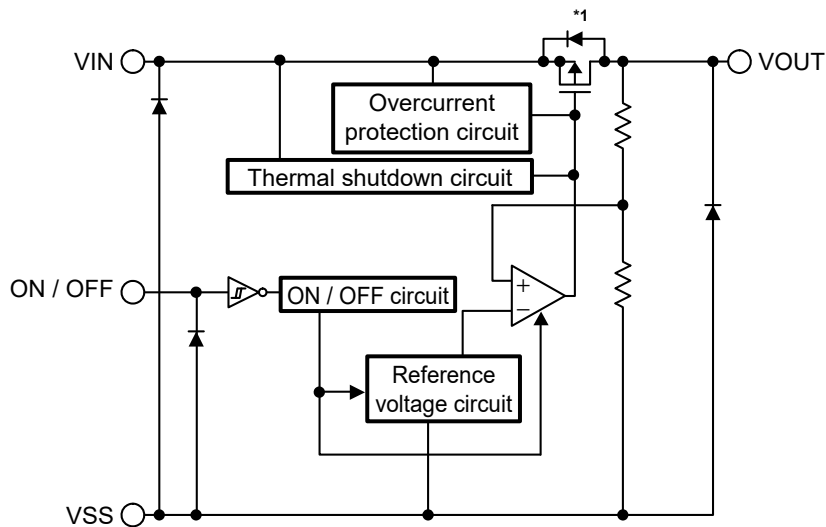 *1
VIN
VOUT
Overcurrent
protection circuit
Thermal shutdown circuit
ON / OFF
ON / OFF circuit
+
−
Reference
voltage circuit
VSS